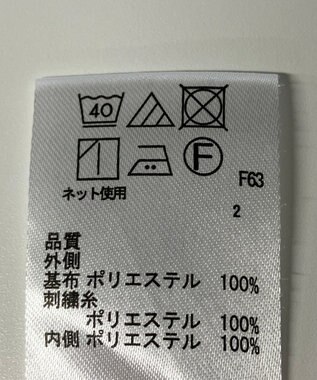 40
F
F63
ネット使用
2
品質
外側
基布 ポリエステル 100%
刺繍糸
ポリエステル 100%
内側 ポリエステル 100%